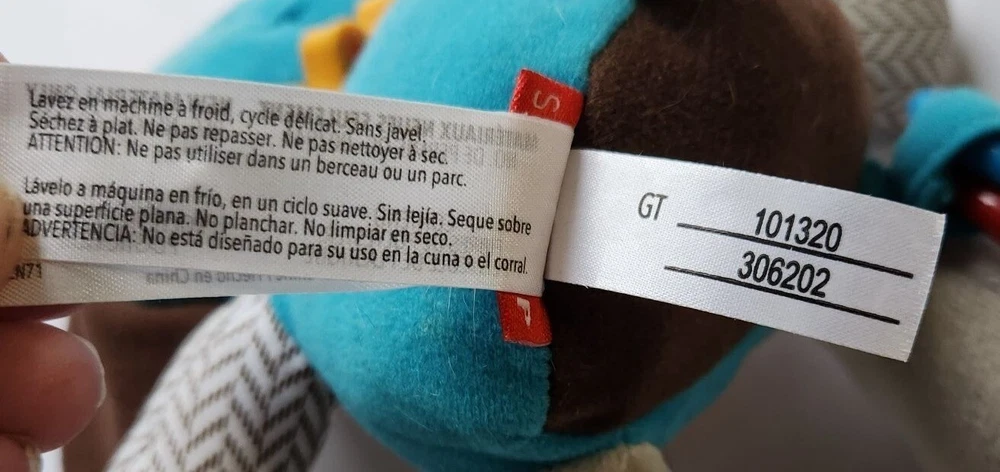 Lavez en machine à froid, cycle délicat. Sans javel.
Séchez à plat. Ne pas repasser. Ne pas nettoyer à sec.
ATTENTION: Ne pas utiliser dans un berceau ou un parc.
Lávelo a máquina en frío, en un ciclo suave. Sin lejía. Seque sobre
una superficie plana. No planchar. No limpiar en seco.
ADVERTENCIA: No está diseñado para su uso en la cuna o el corral.
N71
S
F
GT 101320
306202